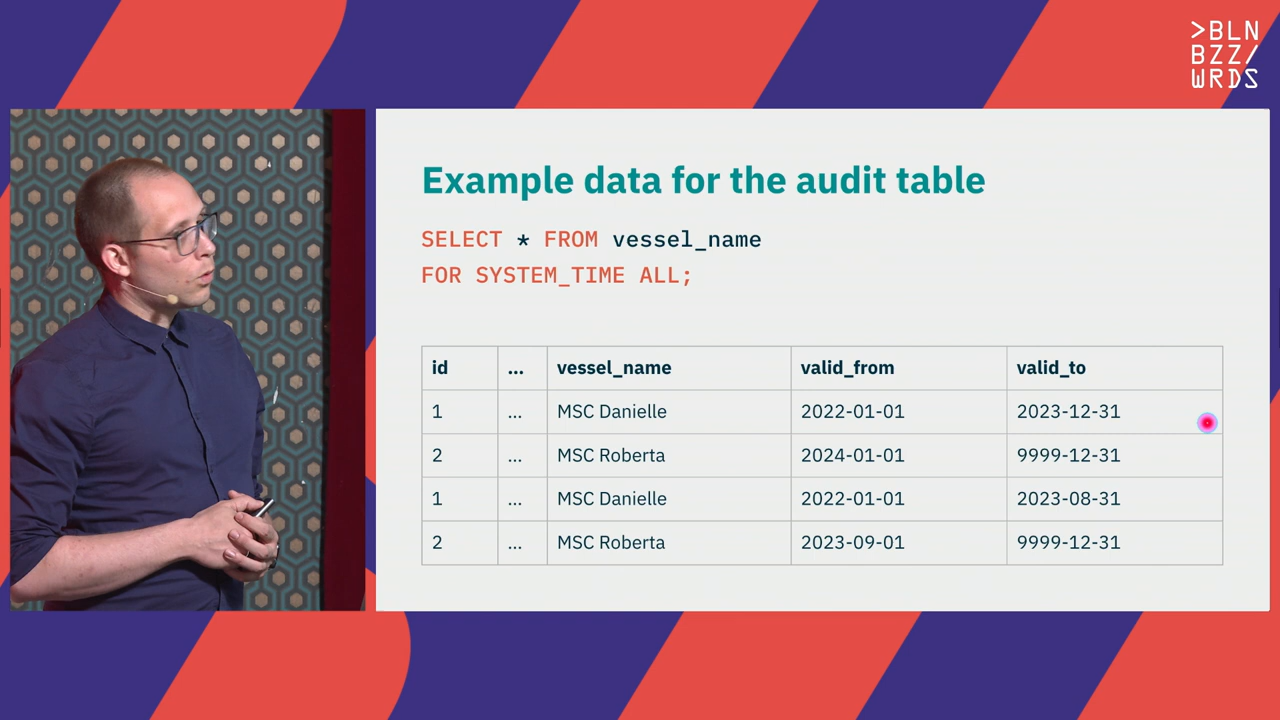 >BLN
BZZ/
WRDS
Example data for the audit table
SELECT * FROM vessel_name
FOR SYSTEM_TIME ALL;
id ... vessel_name valid_from valid_to
1 ... MSC Danielle 2022-01-01 2023-12-31
2 ... MSC Roberta 2024-01-01 9999-12-31
1 ... MSC Danielle 2022-01-01 2023-08-31
2 ... MSC Roberta 2023-09-01 9999-12-31